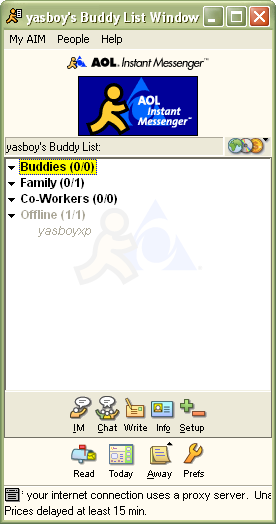 yasboy's Buddy List Window
My AIM People Help
AOL Instant Messenger™
AOL
Instant
Messenger™
yasboy's Buddy List:
Buddies (0/0)
Family (0/1)
Co-Workers (0/0)
Offline (1/1)
yasboyxp
IM Chat Write Info Setup
Read Today Away Prefs
' your internet connection uses a proxy server. Una
Prices delayed at least 15 min.